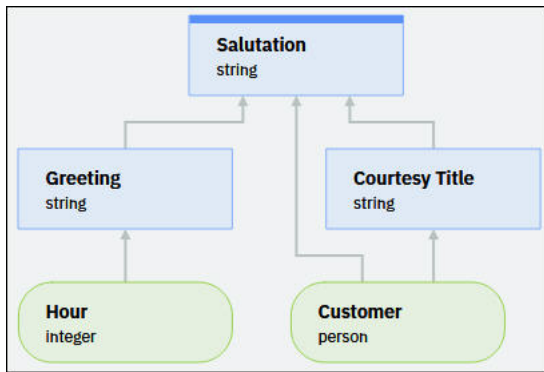 Salutation
string
Greeting
string
Courtesy Title
string
Hour
integer
Customer
person